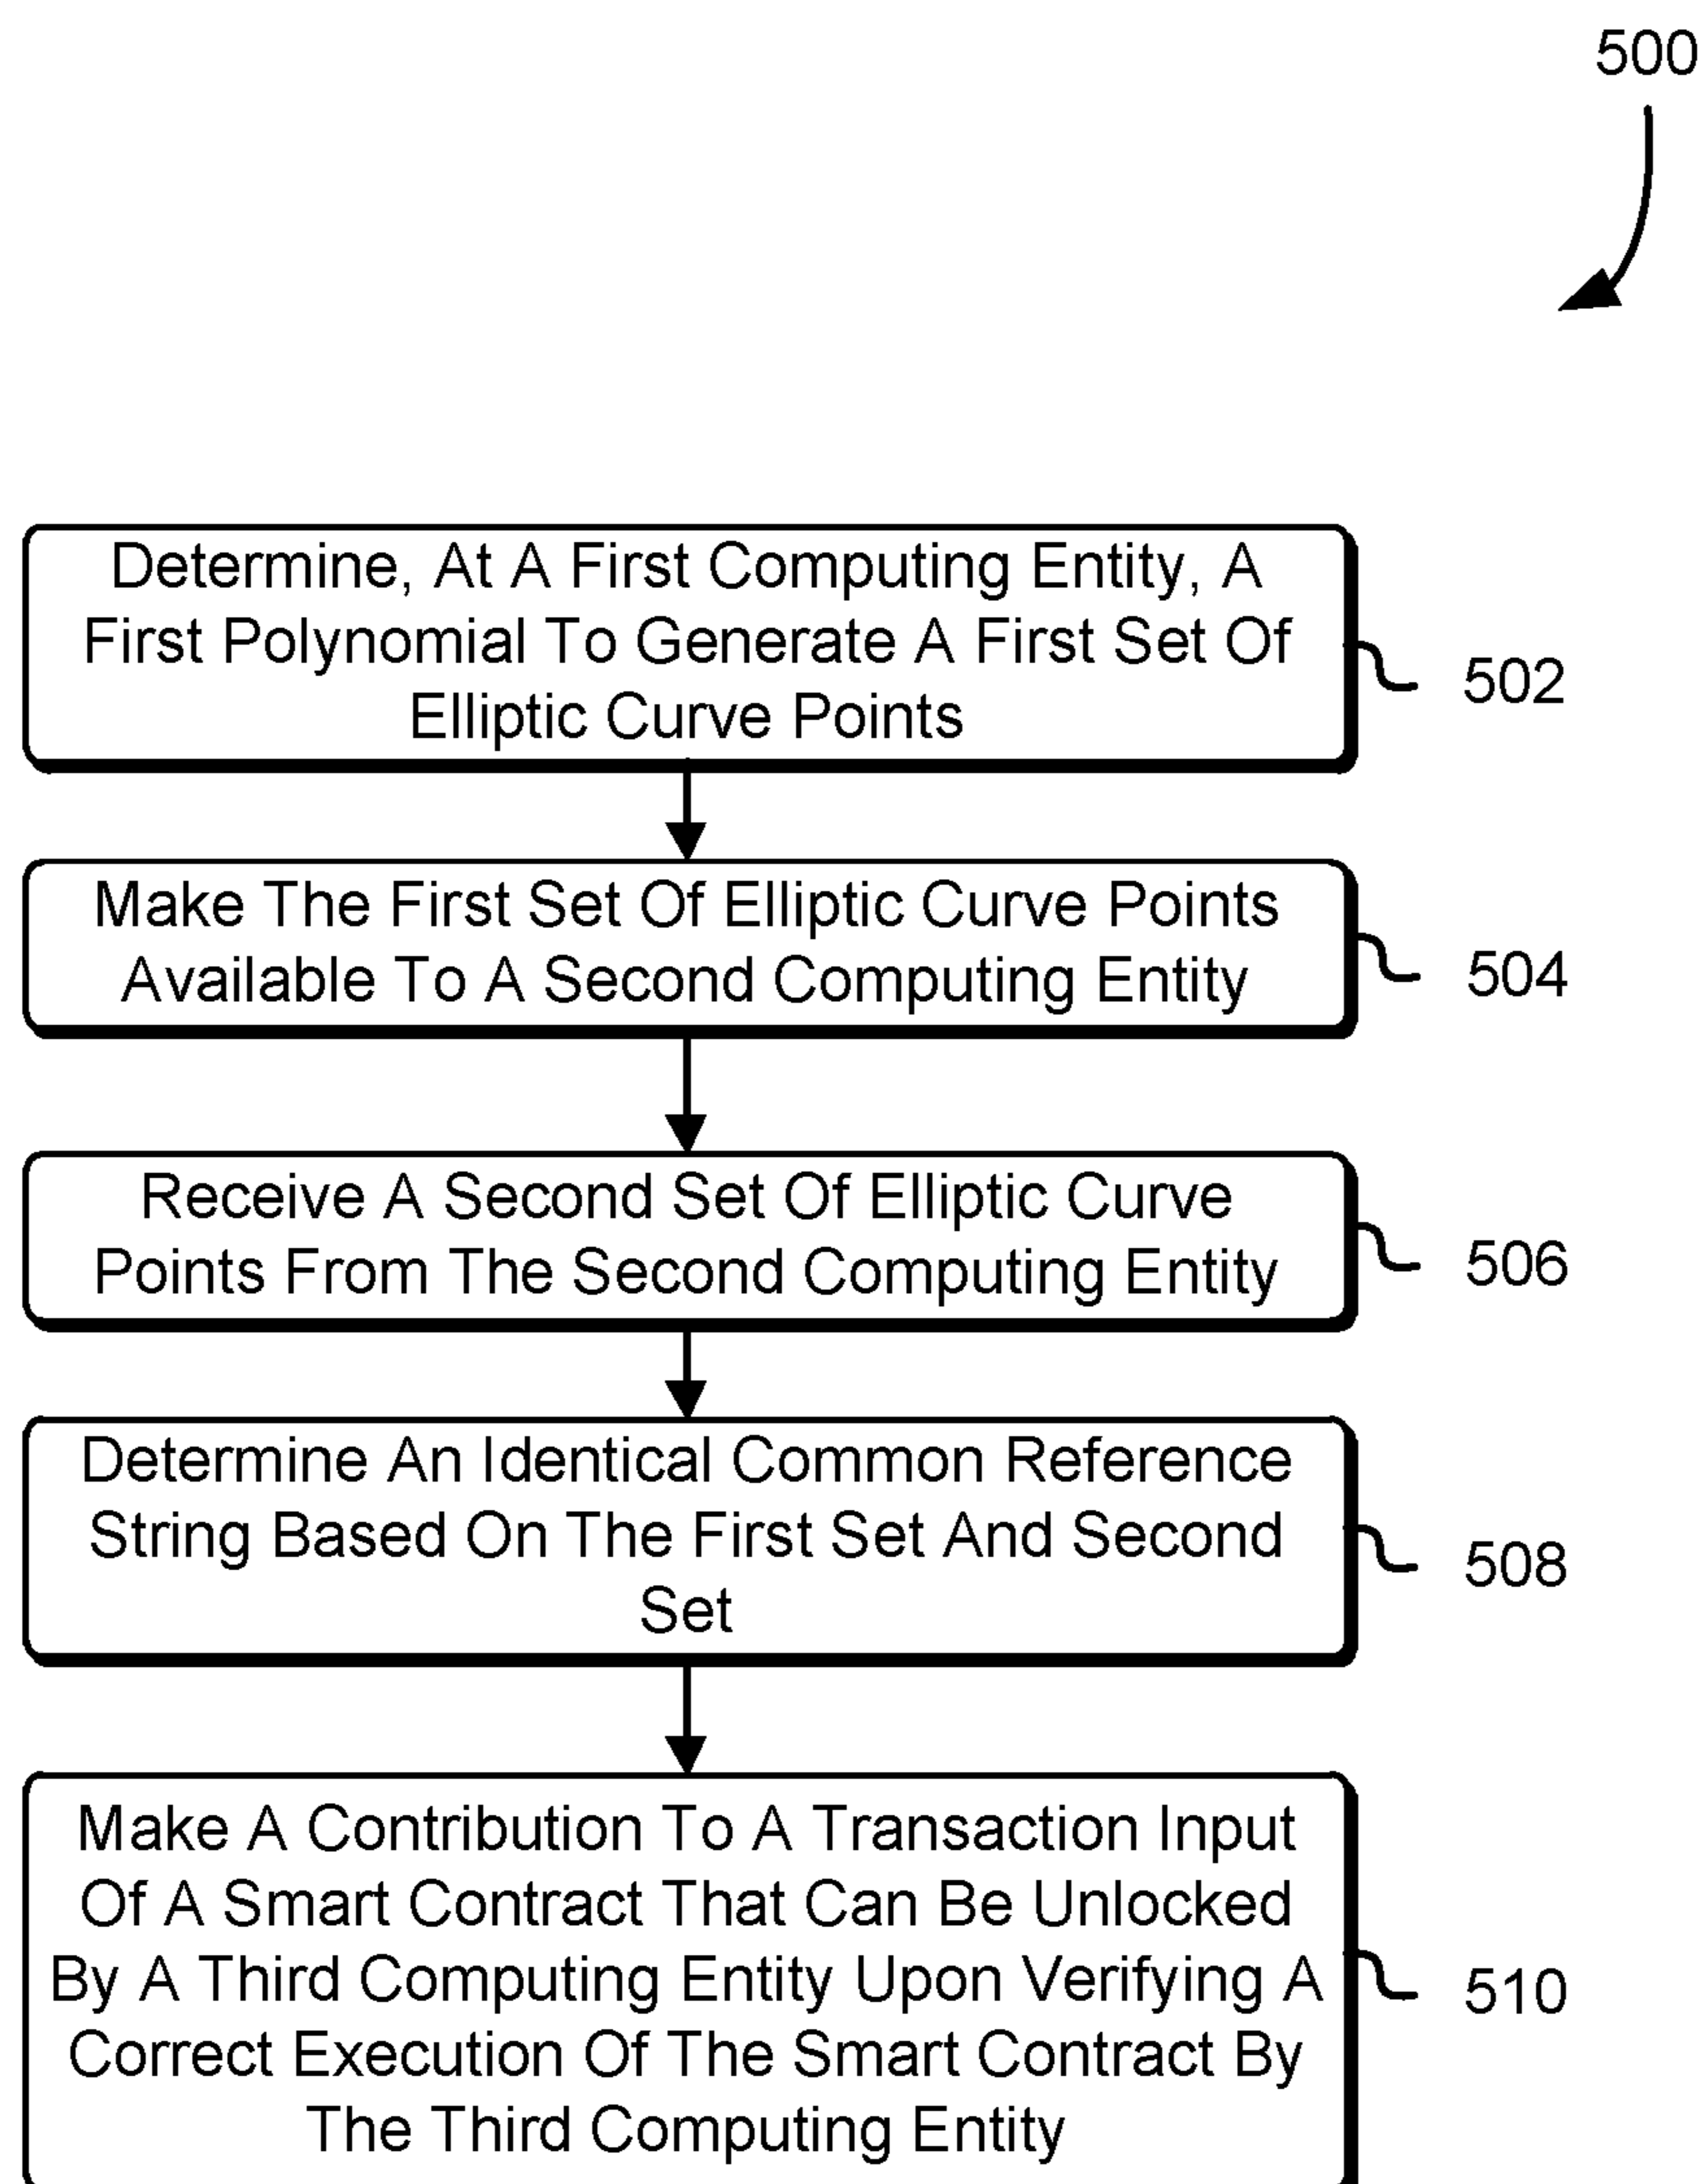 500
Determine, At A First Computing Entity, A
First Polynomial To Generate A First Set Of
Elliptic Curve Points
502
Make The First Set Of Elliptic Curve Points
Available To A Second Computing Entity
504
Receive A Second Set Of Elliptic Curve
Points From The Second Computing Entity
506
Determine An Identical Common Reference
String Based On The First Set And Second
Set
508
Make A Contribution To A Transaction Input
Of A Smart Contract That Can Be Unlocked
By A Third Computing Entity Upon Verifying A
Correct Execution Of The Smart Contract By
The Third Computing Entity
510